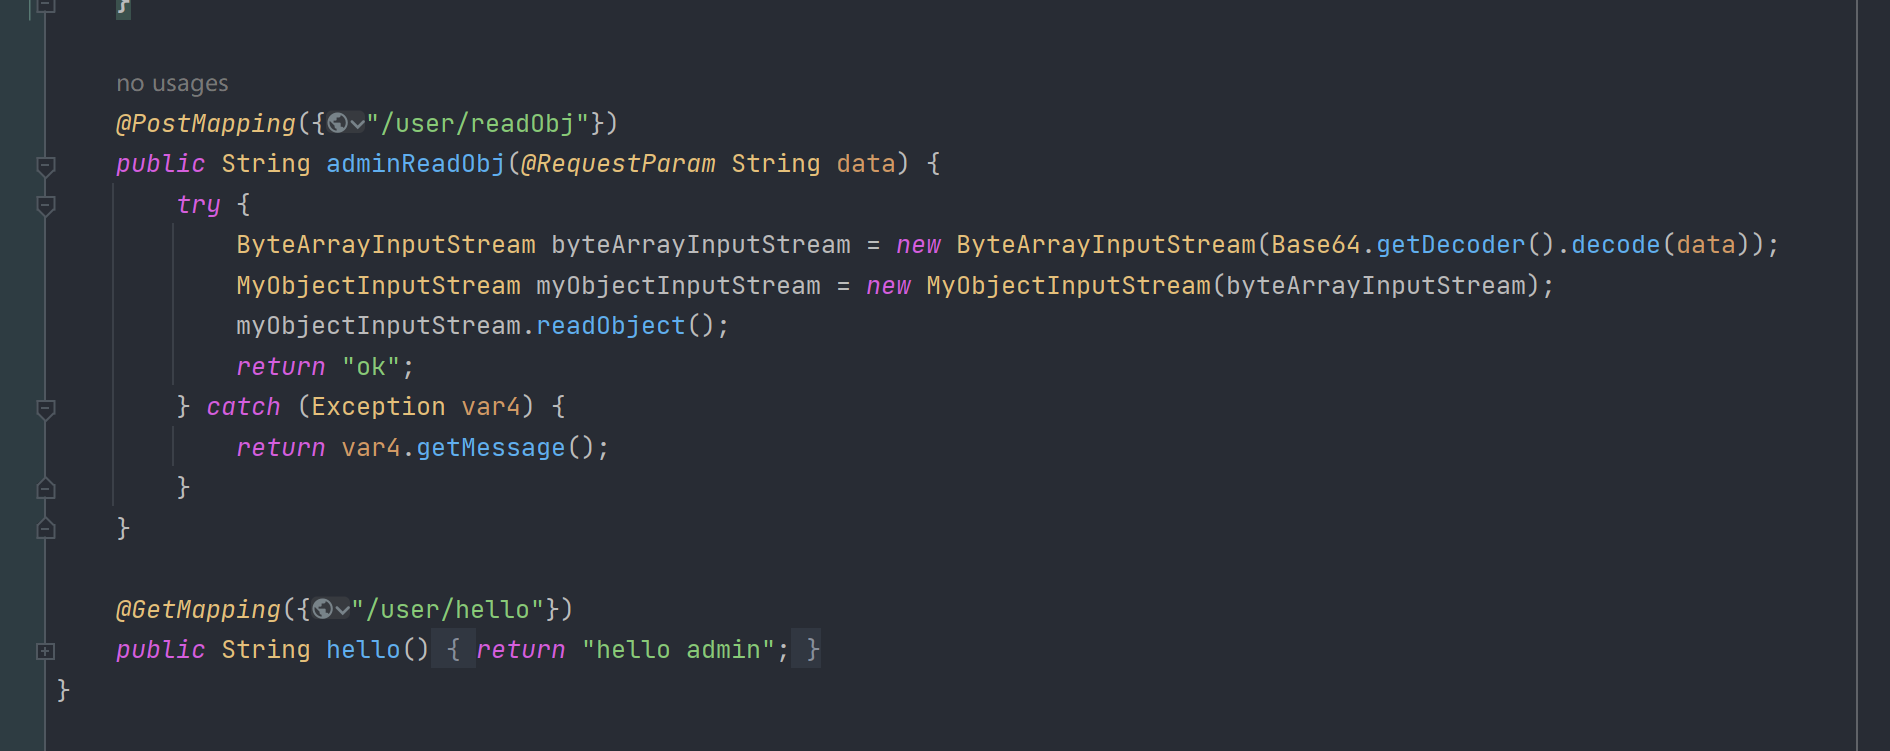 }
no usages
@PostMapping({"/user/readObj"})
public String adminReadObj(@RequestParam String data) {
try {
ByteArrayInputStream byteArrayInputStream = new ByteArrayInputStream(Base64.getDecoder().decode(data));
MyObjectInputStream myObjectInputStream = new MyObjectInputStream(byteArrayInputStream);
myObjectInputStream.readObject();
return "ok";
} catch (Exception var4) {
return var4.getMessage();
}
}
@GetMapping({"/user/hello"})
public String hello() { return "hello admin"; }
}